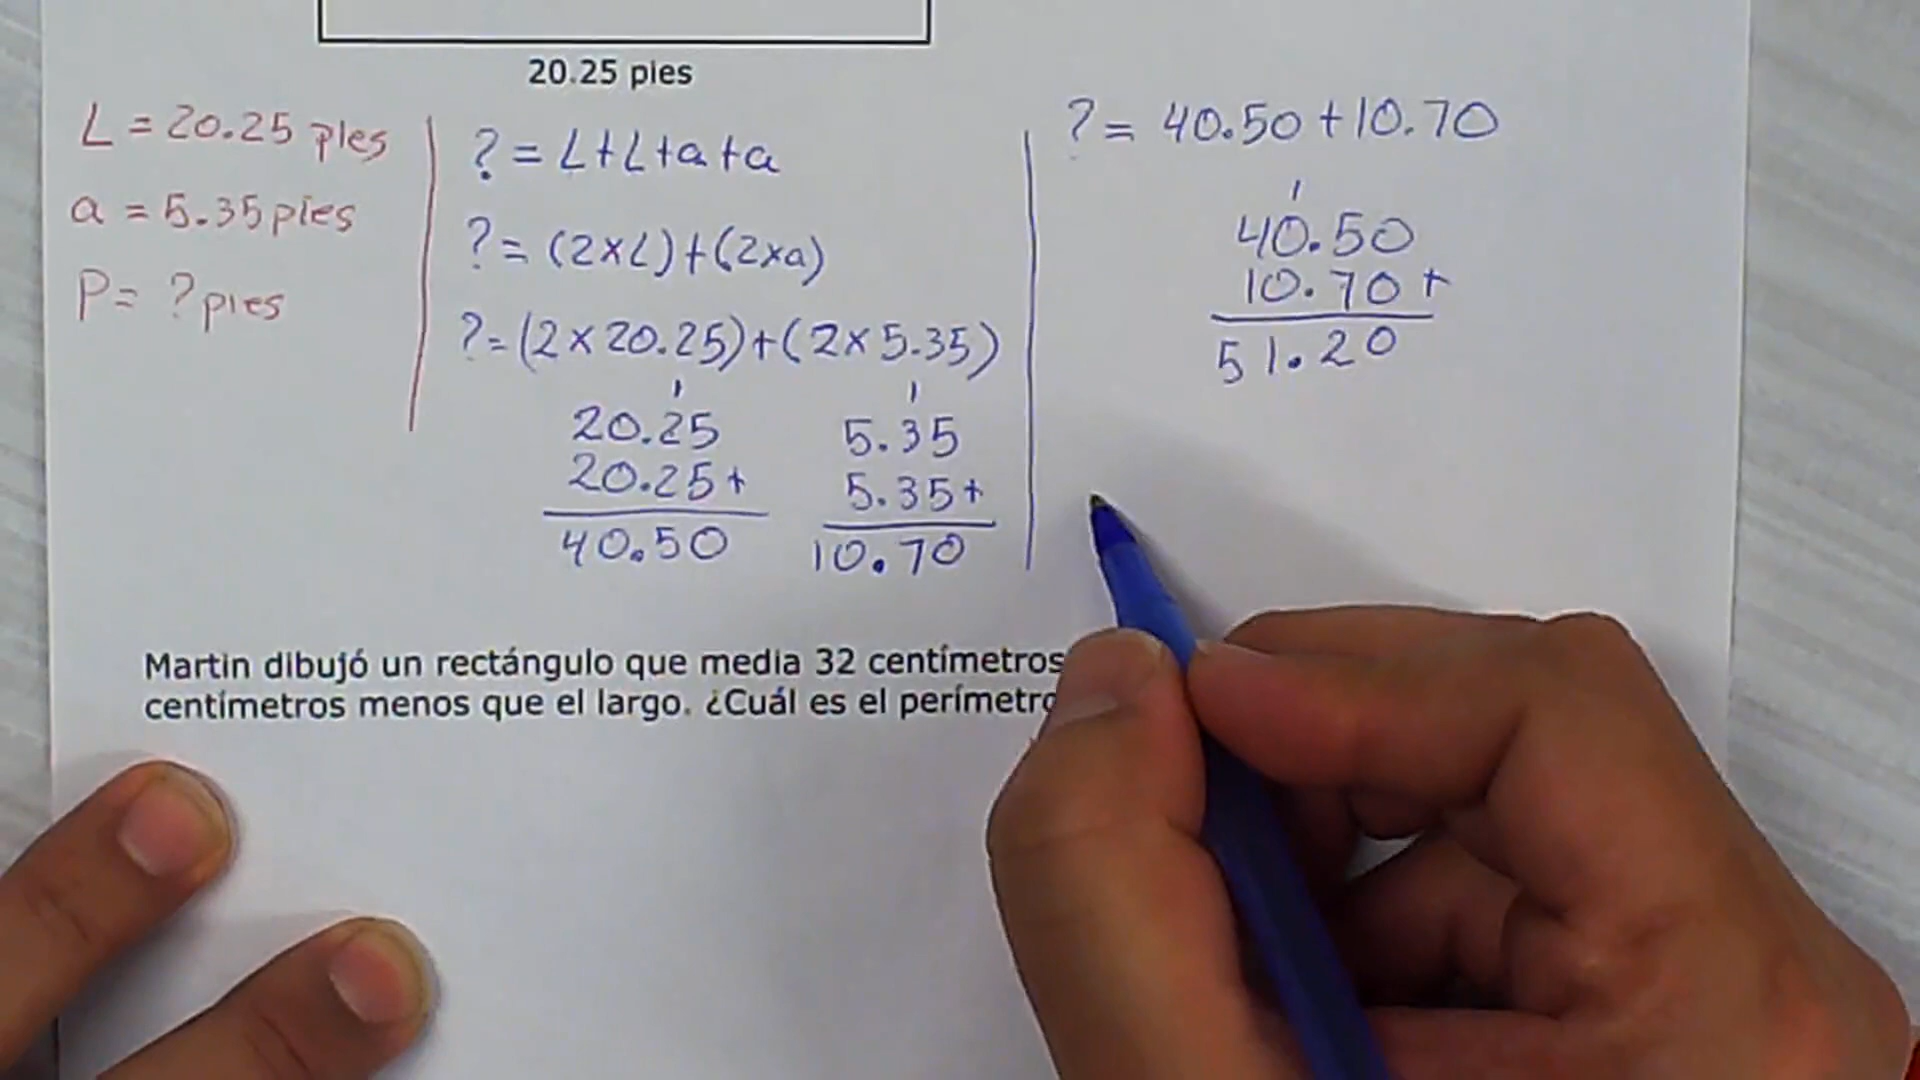 20.25 pies
L = 20.25 pies
a = 5.35 pies
P = ? pies
? = L+L+a+a
? = (2×L)+(2×a)
? = (2×20.25)+(2×5.35)
1
20.25
20.25+
40.50
1
5.35
5.35+
10.70
? = 40.50+10.70
1
40.50
10.70+
51.20
Martin dibujó un rectángulo que media 32 centímetros
centímetros menos que el largo. ¿Cuál es el perímetro